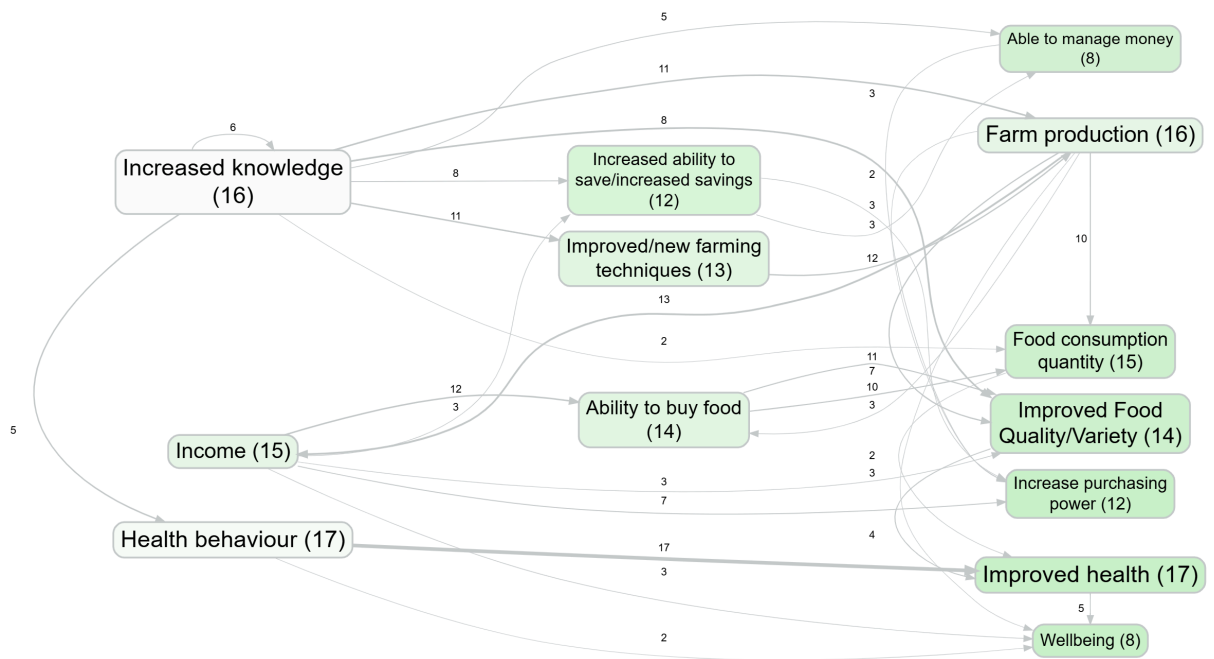 5
Able to manage money
(8)
11
3
Farm production (16)
6
8
Increased knowledge
(16)
8
Increased ability to
save/increased savings
(12)
2
3
3
11
Improved/new farming
techniques (13)
12
10
13
2
Food consumption
quantity (15)
11
7
10
3
12
3
Ability to buy food
(14)
Improved Food
Quality/Variety (14)
5
Income (15)
2
3
3
7
Increase purchasing
power (12)
Health behaviour (17)
4
17
3
Improved health (17)
5
2
Wellbeing (8)